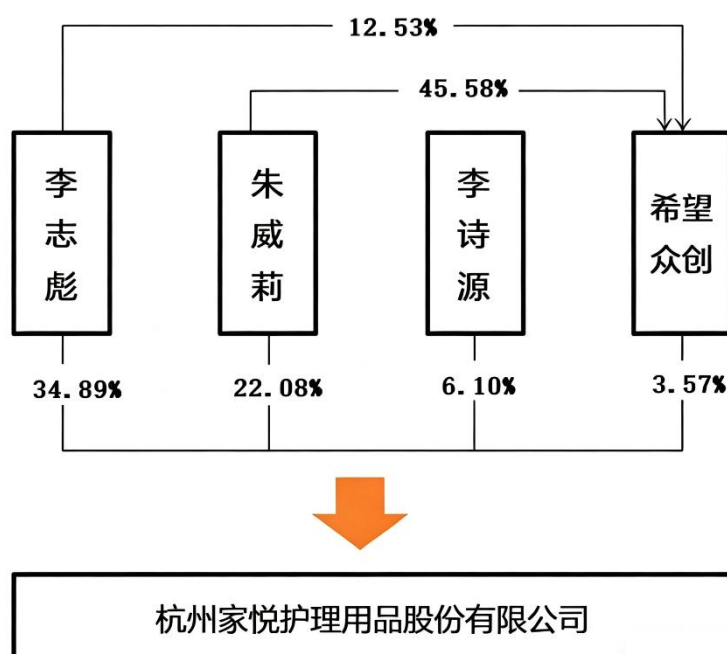 12.53%
45.58%
李志彪
朱威莉
李诗源
希望
众创
34.89%
22.08%
6.10%
3.57%
杭州家悦护理用品股份有限公司